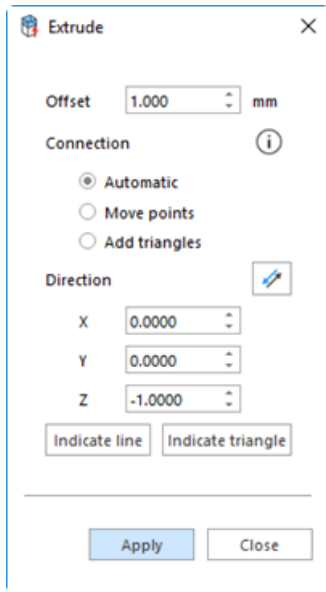 Extrude
Offset 1.000 mm
Connection i
Automatic
Move points
Add triangles
Direction
X 0.0000
Y 0.0000
Z -1.0000
Indicate line Indicate triangle
Apply Close